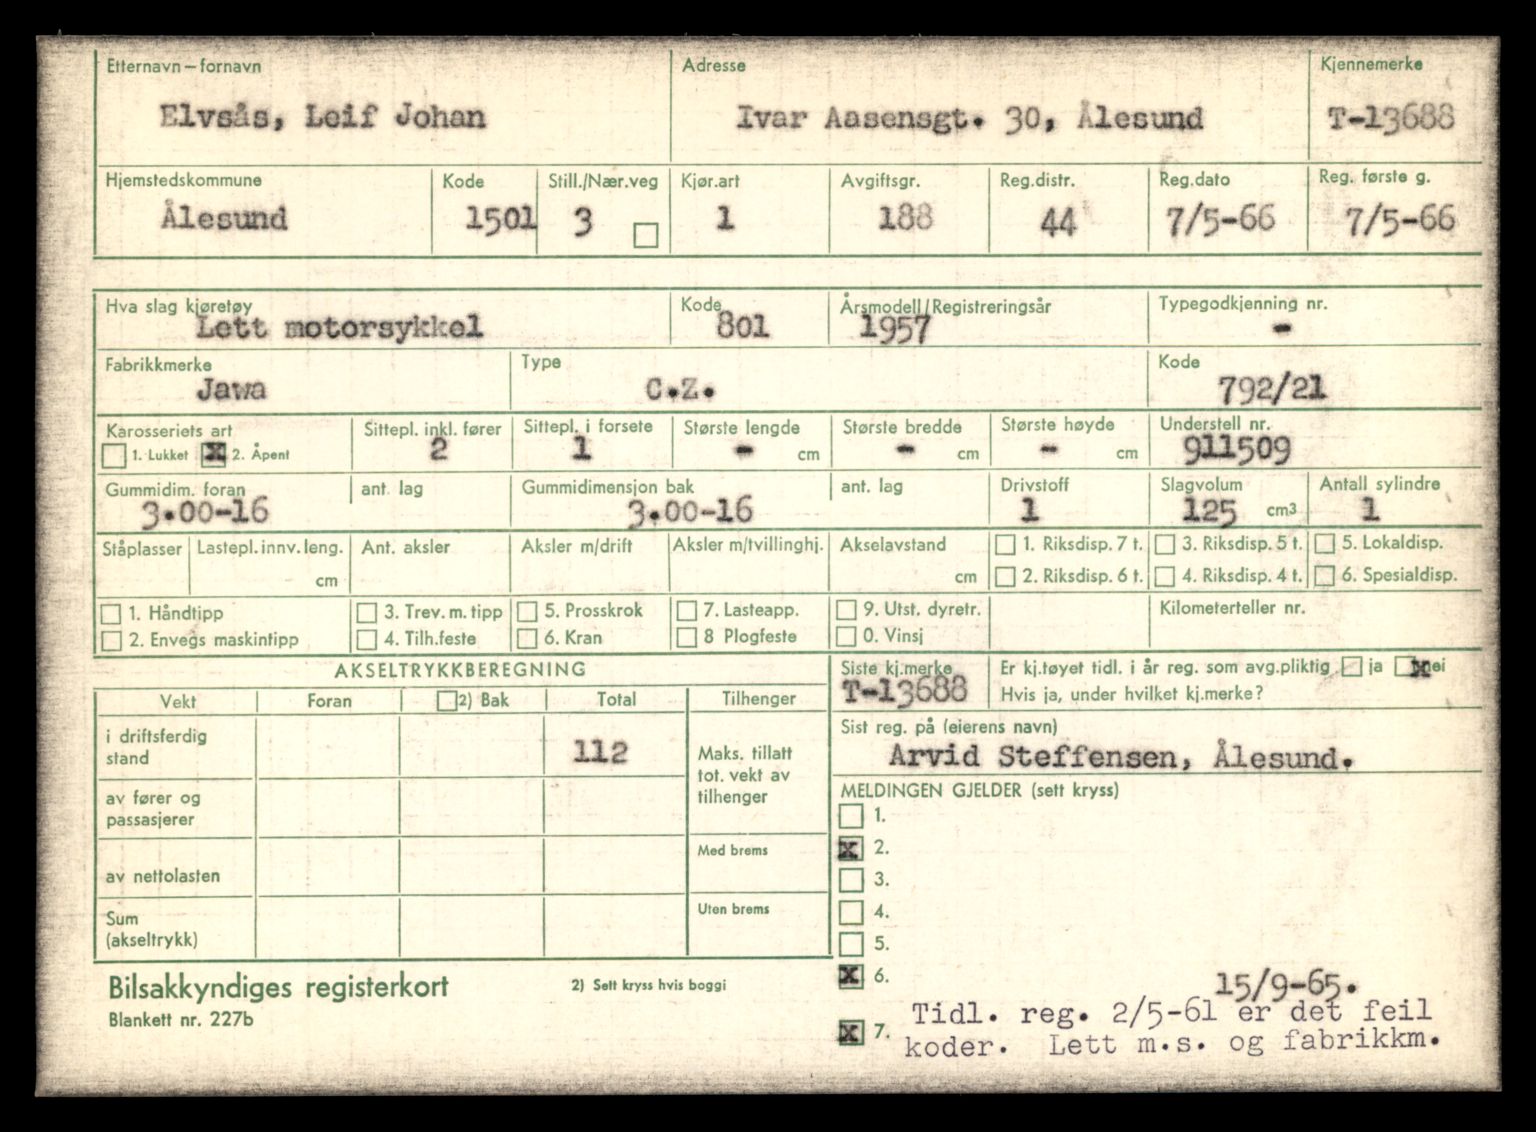 Etternavn – fornavn Adresse Kjennemerke
Elvsås, Leif Johan Ivar Aasensgt. 30, Ålesund T-13688
Hjemstedskommune Kode Still./Nær.veg Kjør.art Avgiftsgr. Reg.distr. Reg.dato Reg. første g.
Ålesund 1501 3 1 188 44 7/5-66 7/5-66
Hva slag kjøretøy Kode Årsmodell/Registreringsår Typegodkjenning nr.
Lett motorsykkel 801 1957 -
Fabrikkmerke Type Kode
Jawa C.Z. 792/21
Karosseriets art Sittepl. inkl. fører Sittepl. i forsete Største lengde Største bredde Største høyde Understell nr.
1. Lukket X 2. Åpent 2 1 - cm - cm - cm 911509
Gummidim. foran ant. lag Gummidimensjon bak ant. lag Drivstoff Slagvolum Antall sylindre
3.00-16 3.00-16 1 125 cm3 1
Ståplasser Lastepl. innv. leng. Ant. aksler Aksler m/drift Aksler m/tvillinghj. Akselavstand 1. Riksdisp. 7 t. 3. Riksdisp. 5 t. 5. Lokaldisp.
cm cm 2. Riksdisp. 6 t. 4. Riksdisp. 4 t. 6. Spesialdisp.
1. Håndtipp 3. Trev. m. tipp 5. Prosskrok 7. Lasteapp. 9. Utst. dyretr. Kilometerteller nr.
2. Envegs maskintipp 4. Tilh.feste 6. Kran 8 Plogfeste 0. Vinsj
AKSELTRYKKBEREGNING Siste kj.merke Er kj.tøyet tidl. i år reg. som avg.pliktig ja X nei
T-13688 Hvis ja, under hvilket kj.merke?
Vekt Foran 2) Bak Total Tilhenger
Sist reg. på (eierens navn)
i driftsferdig
stand 112 Maks. tillatt
tot. vekt av
tilhenger
Arvid Steffensen, Ålesund.
MELDINGEN GJELDER (sett kryss)
av fører og
passasjerer
1.
Med brems X 2.
av nettolasten 3.
Uten brems 4.
Sum
(akseltrykk) 5.
X 6.
Bilsakkyndiges registerkort 2) Sett kryss hvis boggi 15/9-65.
Blankett nr. 227b X 7. Tidl. reg. 2/5-61 er det feil
koder. Lett m.s. og fabrikkm.